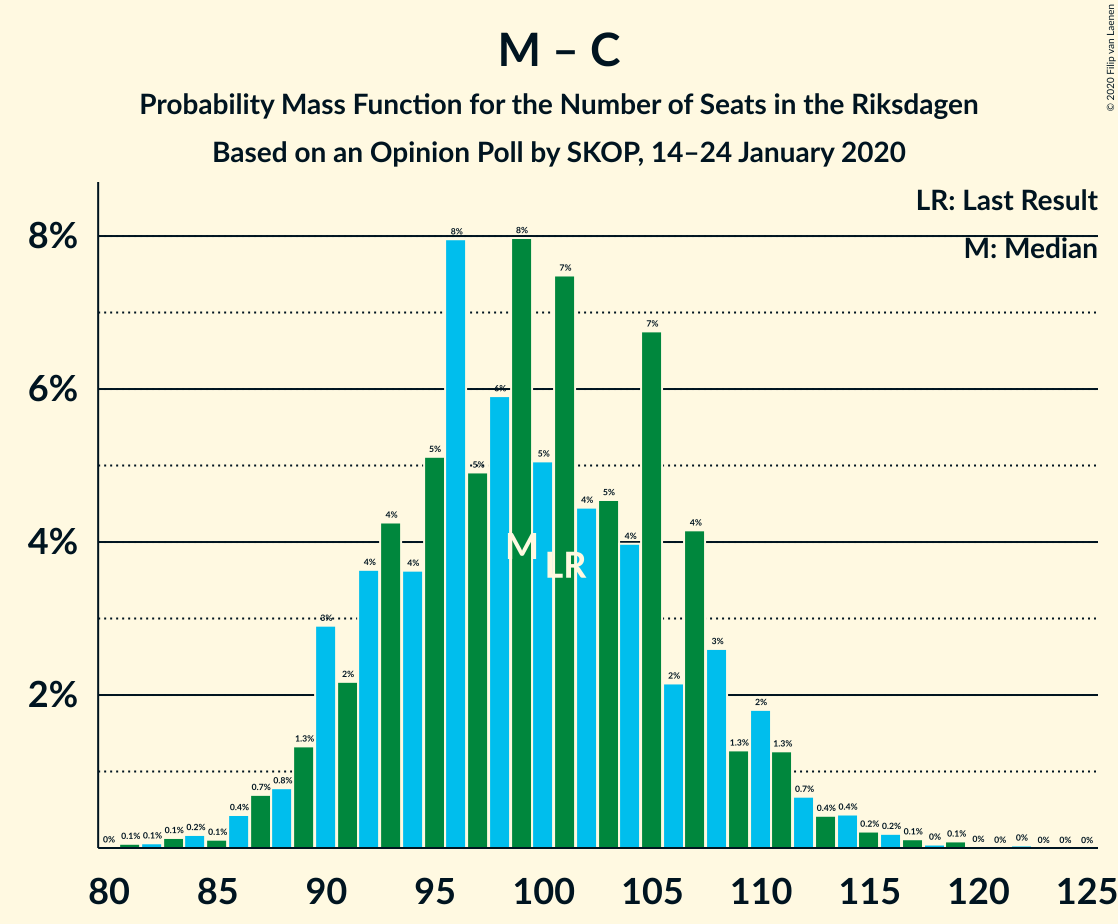 © 2020 Filip van Laenen
M – C
Probability Mass Function for the Number of Seats in the Riksdagen
Based on an Opinion Poll by SKOP, 14–24 January 2020
LR: Last Result
M: Median
8%
6%
4%
2%
0% 0.1% 0.1% 0.1% 0.2% 0.1% 0.4% 0.7% 0.8% 1.3% 3% 2% 4% 4% 4% 5% 8% 5% 6% 8% 5% 7% 4% 5% 4% 7% 2% 4% 3% 1.3% 2% 1.3% 0.7% 0.4% 0.4% 0.2% 0.2% 0.1% 0% 0.1% 0% 0% 0% 0% 0% 0%
M
LR
80 85 90 95 100 105 110 115 120 125